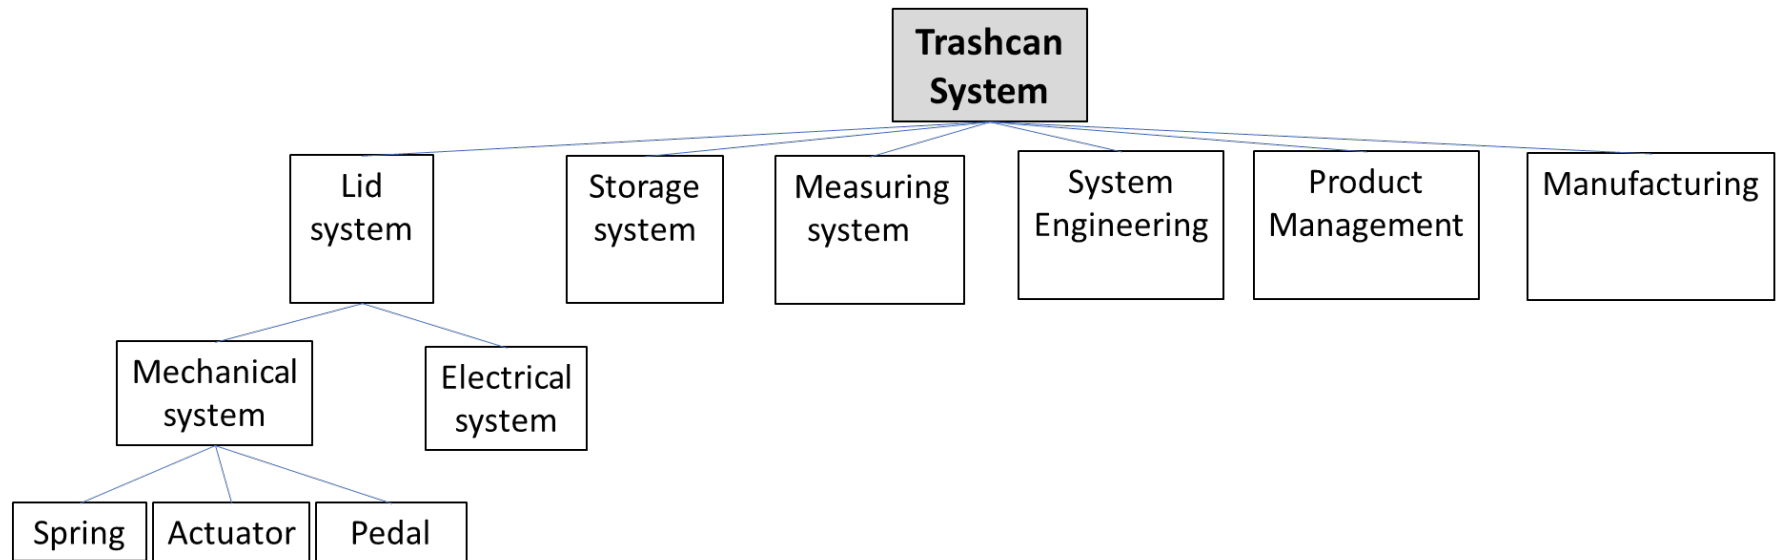 Trashcan
System
Lid
system
Storage
system
Measuring
system
System
Engineering
Product
Management
Manufacturing
Mechanical
system
Electrical
system
Spring
Actuator
Pedal